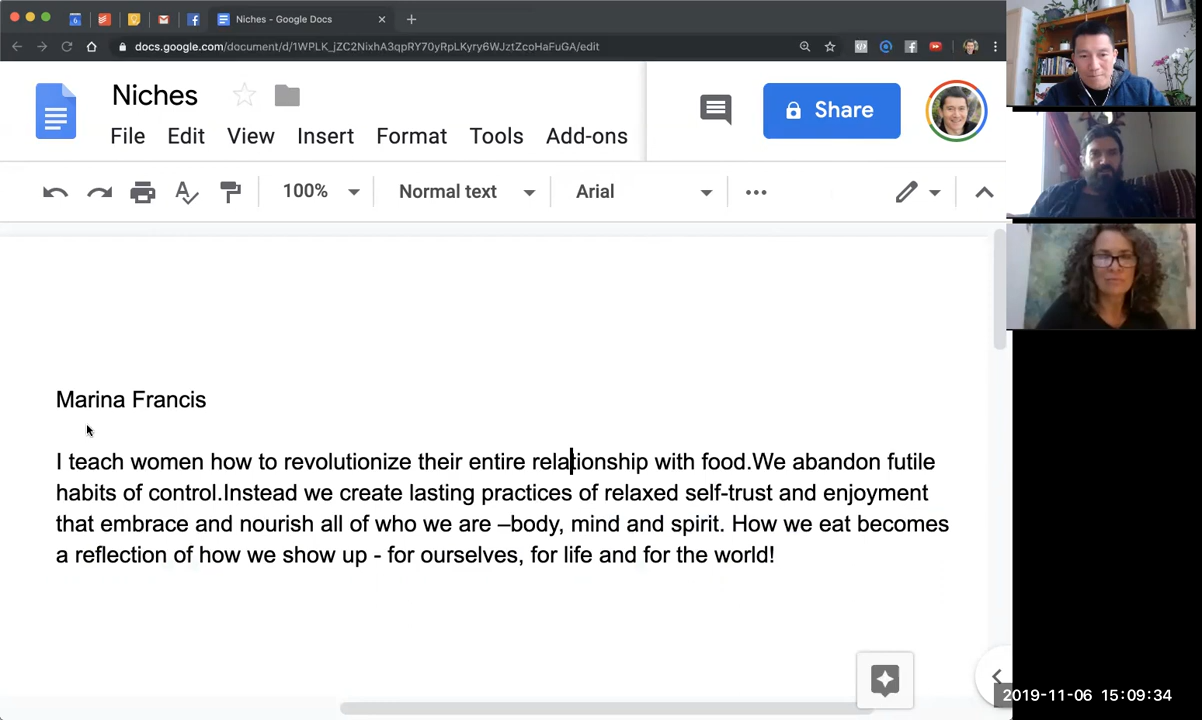 Niches - Google Docs
docs.google.com/document/d/1WPLK_jZC2NixhA3qpRY70yRpLKyry6WJztZcoHaFuGA/edit
Niches
Share
File Edit View Insert Format Tools Add-ons
100% Normal text Arial
Marina Francis
I teach women how to revolutionize their entire relationship with food.We abandon futile
habits of control.Instead we create lasting practices of relaxed self-trust and enjoyment
that embrace and nourish all of who we are –body, mind and spirit. How we eat becomes
a reflection of how we show up - for ourselves, for life and for the world!
2019-11-06 15:09:34